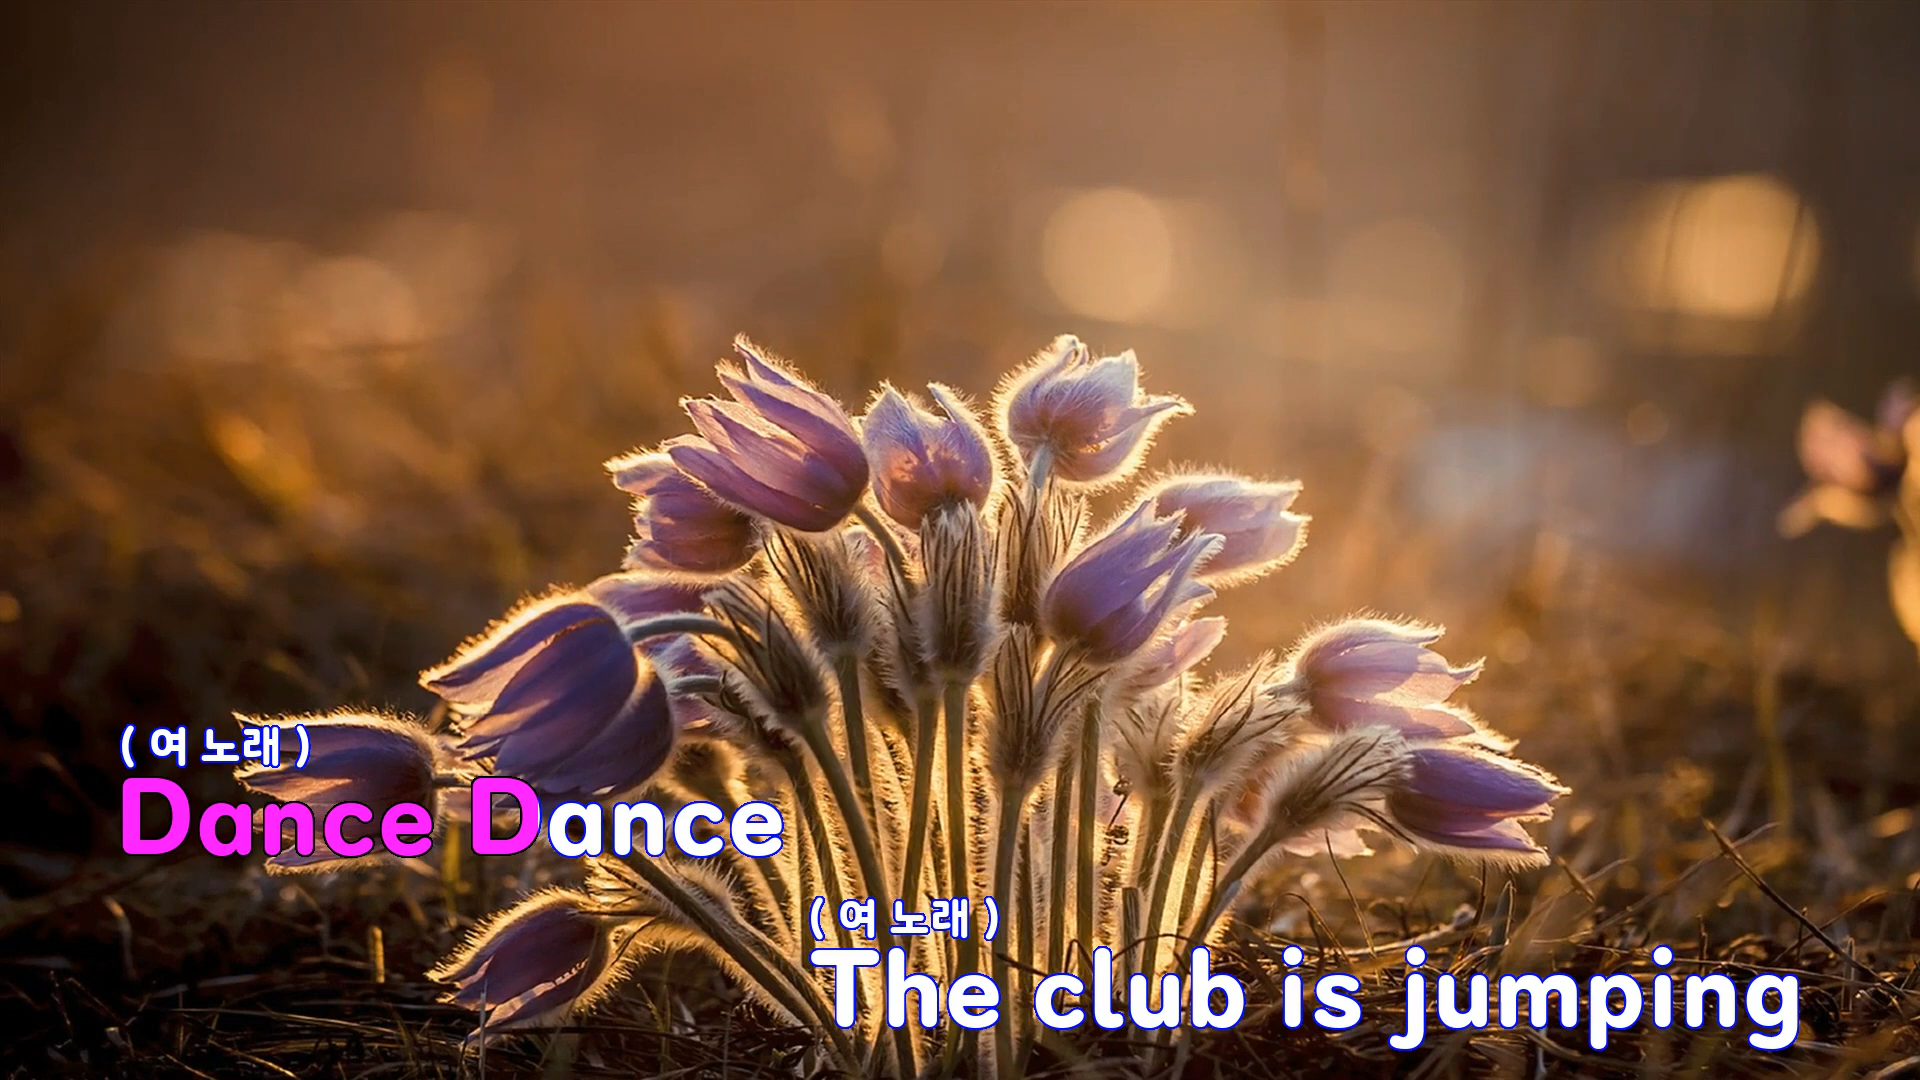 ( 여 노래 )
Dance Dance
( 여 노래 )
The club is jumping